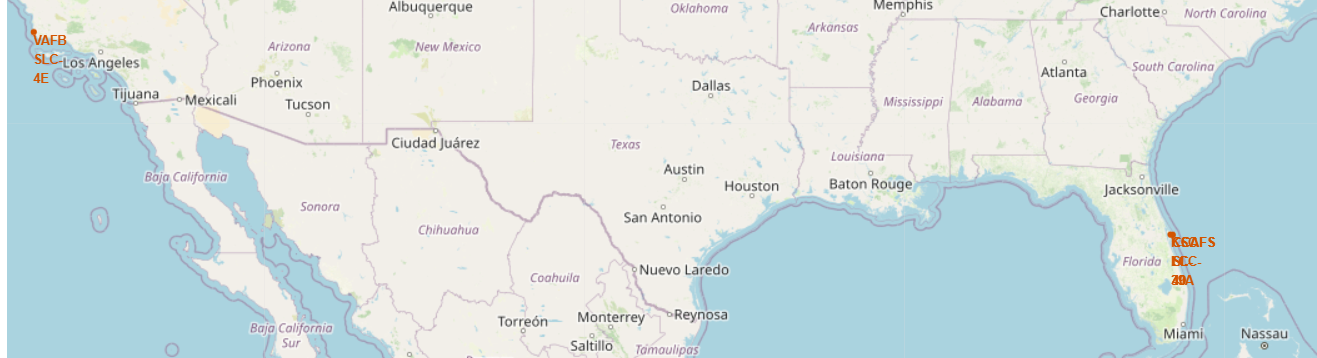 Albuquerque
Oklahoma
Memphis
Charlotte
North Carolina
VAFB
SLC-
4E
Los Angeles
Arizona
New Mexico
Arkansas
Phoenix
Atlanta
South Carolina
Tijuana
Mexicali
Tucson
Dallas
Mississippi
Alabama
Georgia
Ciudad Juárez
Texas
Louisiana
Baja California
Austin
Houston
Baton Rouge
Jacksonville
Sonora
San Antonio
Chihuahua
Florida
Coahuila
Nuevo Laredo
Baja California
Sur
Torreón
Monterrey
Reynosa
Saltillo
Tamaulipas
Miami
Nassau